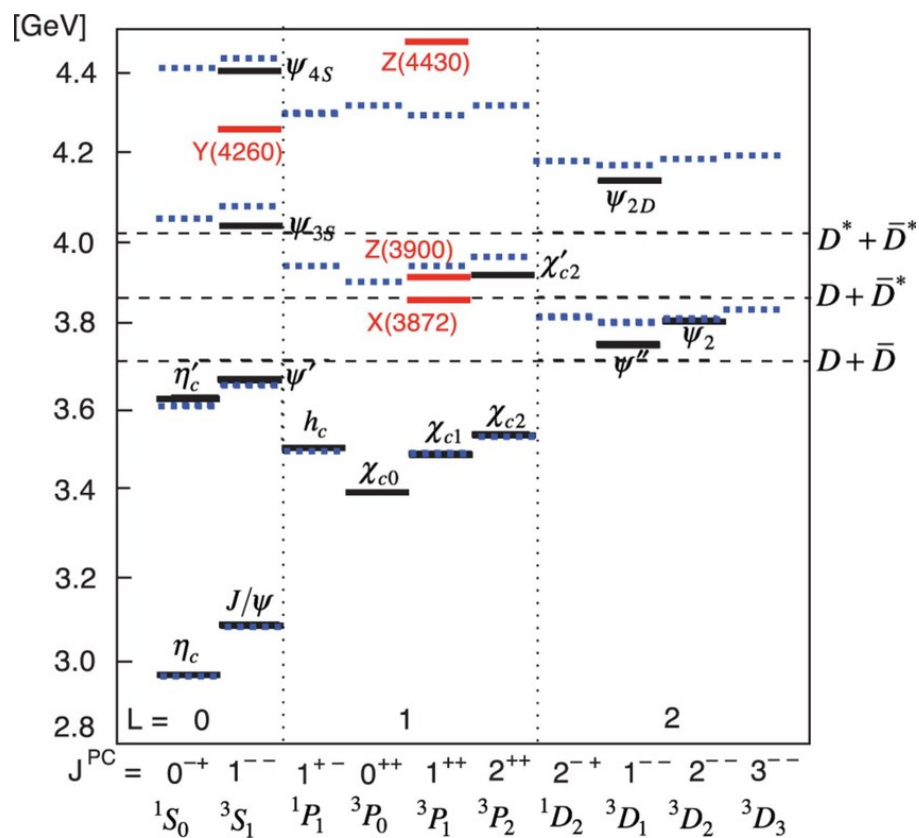 [GeV]
4.4
4.2
4.0
3.8
3.6
3.4
3.2
3.0
2.8
ψ4S
Z(4430)
Y(4260)
ψ2D
ψ3S
D* + D̄*
Z(3900)
χ′c2
D + D̄*
X(3872)
ψ2
ψ″
D + D̄
η′c
ψ′
hc
χc1
χc2
χc0
J/ψ
ηc
L = 0 1 2
J^PC = 0⁻⁺ 1⁻⁻ 1⁺⁻ 0⁺⁺ 1⁺⁺ 2⁺⁺ 2⁻⁺ 1⁻⁻ 2⁻⁻ 3⁻⁻
¹S₀ ³S₁ ¹P₁ ³P₀ ³P₁ ³P₂ ¹D₂ ³D₁ ³D₂ ³D₃